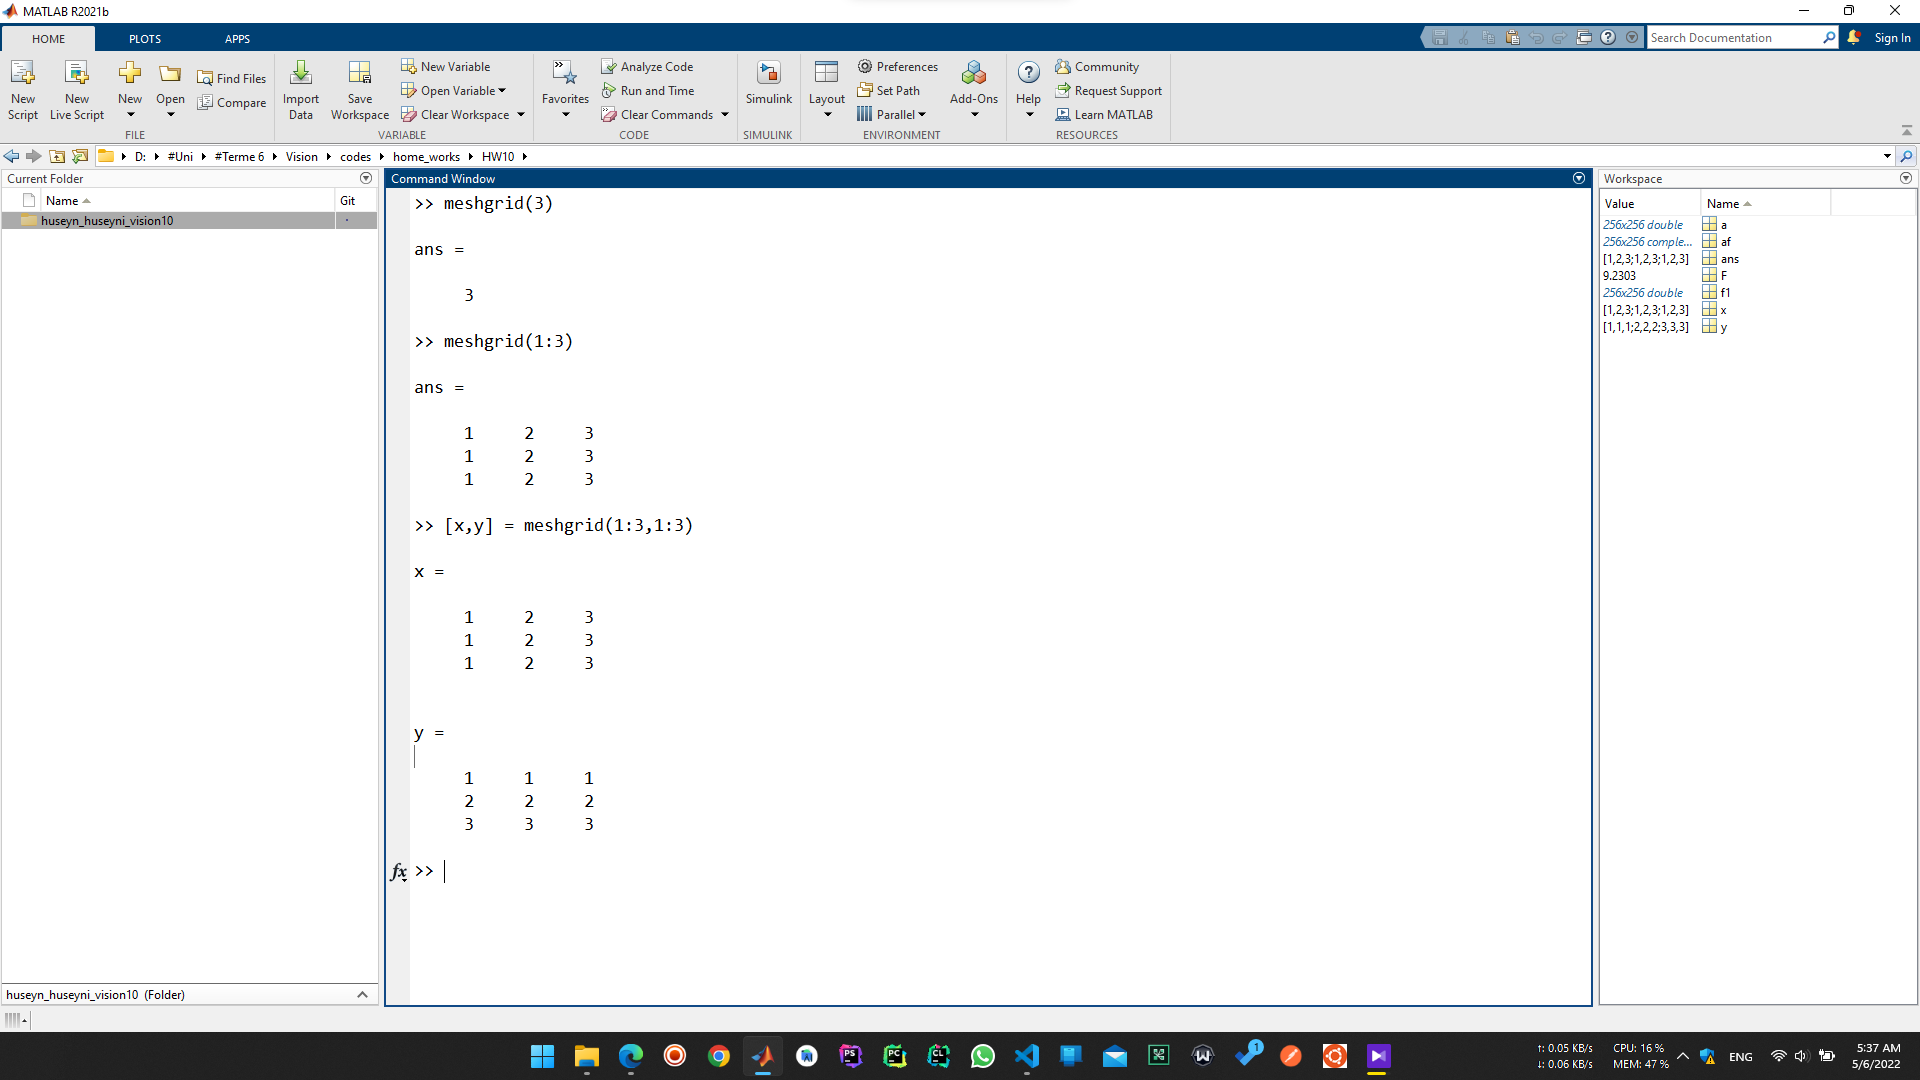 MATLAB R2021b
HOME PLOTS APPS
Search Documentation Sign In
New Script
New Live Script
New
Open
Find Files
Compare
FILE
Import Data
Save Workspace
New Variable
Open Variable
Clear Workspace
VARIABLE
Favorites
Analyze Code
Run and Time
Clear Commands
CODE
Simulink
SIMULINK
Layout
Preferences
Set Path
Parallel
Add-Ons
ENVIRONMENT
Help
Community
Request Support
Learn MATLAB
RESOURCES
D: #Uni #Terme 6 Vision codes home_works HW10
Current Folder
Name Git
huseyn_huseyni_vision10
huseyn_huseyni_vision10 (Folder)
Command Window
>> meshgrid(3)
ans =
3
>> meshgrid(1:3)
ans =
1 2 3
1 2 3
1 2 3
>> [x,y] = meshgrid(1:3,1:3)
x =
1 2 3
1 2 3
1 2 3
y =
1 1 1
2 2 2
3 3 3
fx >>
Workspace
Value Name
256x256 double a
256x256 comple... af
[1,2,3;1,2,3;1,2,3] ans
9.2303 F
256x256 double f1
[1,2,3;1,2,3;1,2,3] x
[1,1,1;2,2,2;3,3,3] y
PS PC CL W 1
↑: 0.05 KB/s
↓: 0.06 KB/s
CPU: 16 %
MEM: 47 %
ENG
5:37 AM
5/6/2022